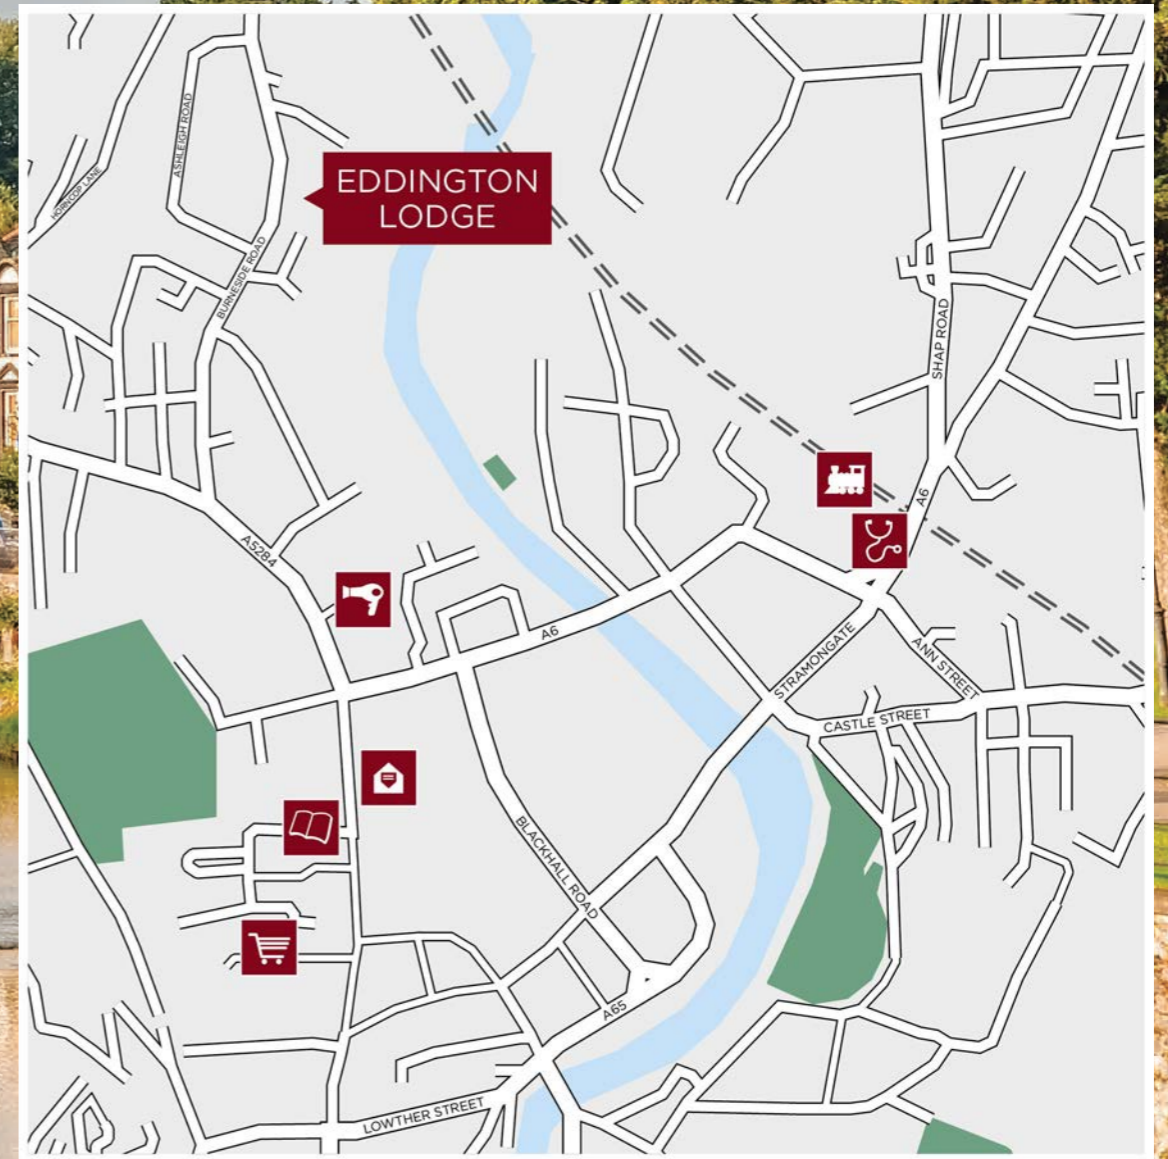 ASHLEIGH ROAD
HORNCOP LANE
EDDINGTON
LODGE
BURNESIDE ROAD
SHAP ROAD
A6
A5284
A6
STRAMONGATE
ANN STREET
CASTLE STREET
BLACKHALL ROAD
A65
LOWTHER STREET